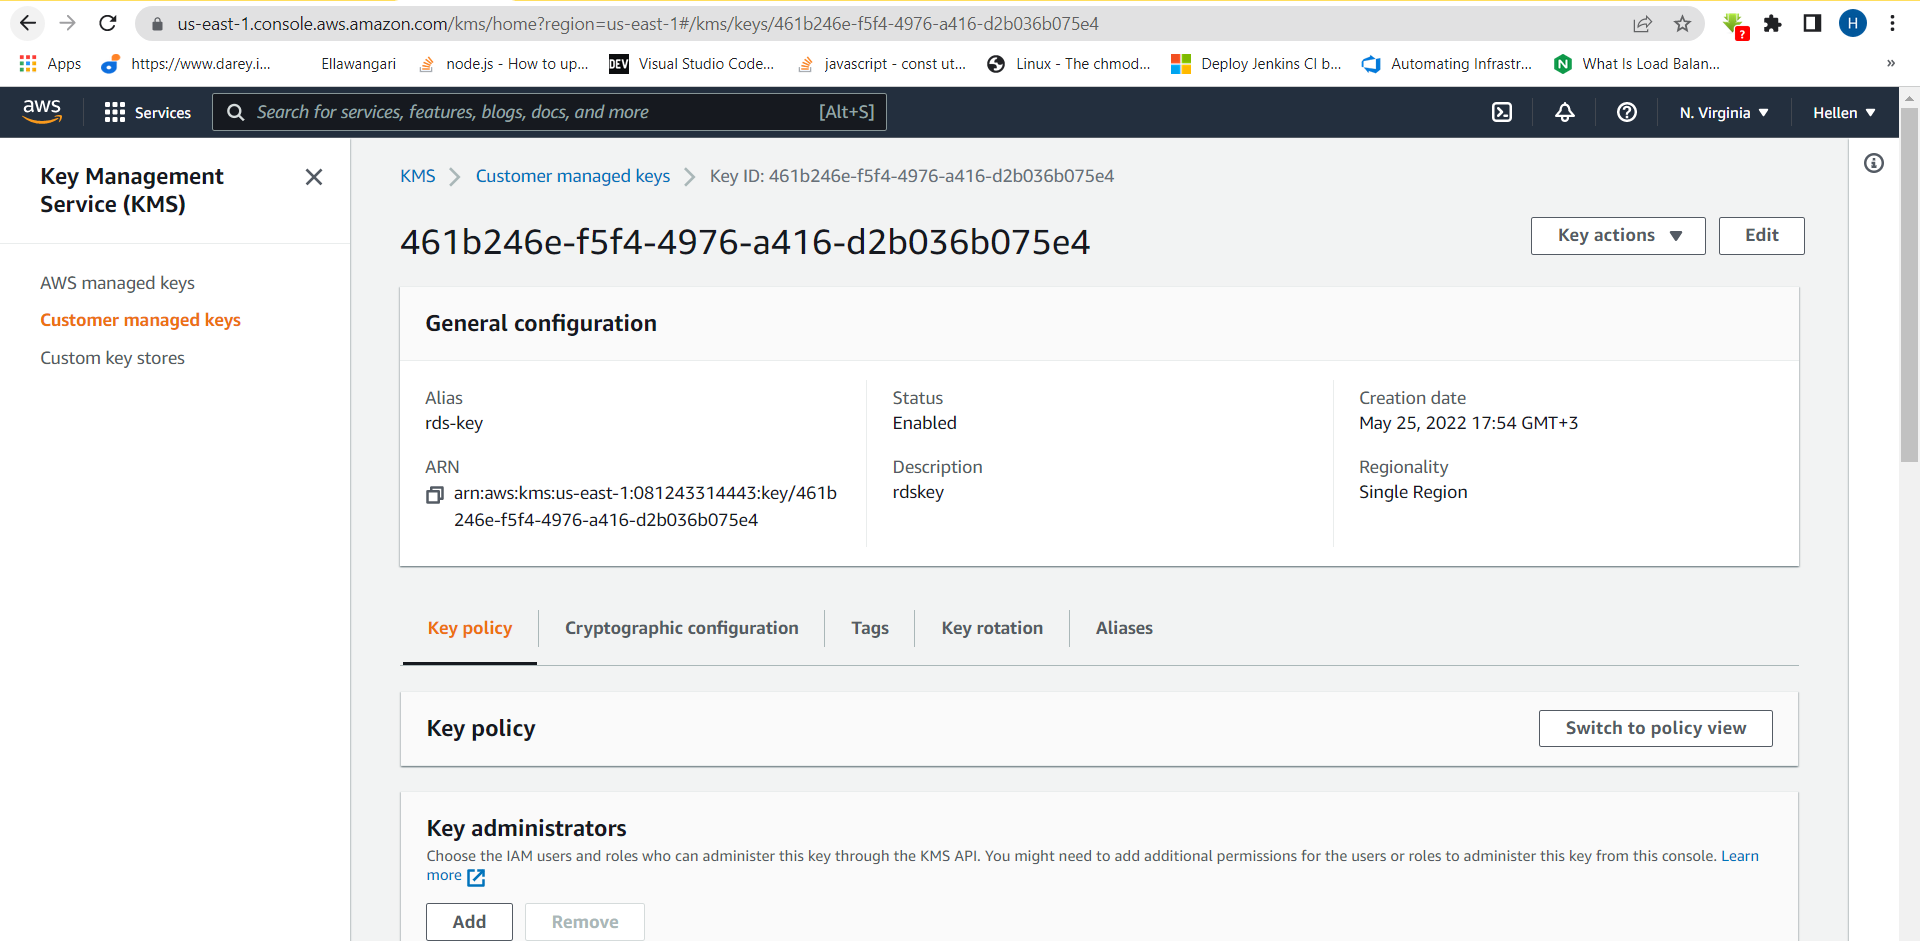 us-east-1.console.aws.amazon.com/kms/home?region=us-east-1#/kms/keys/461b246e-f5f4-4976-a416-d2b036b075e4
?
H
Apps
https://www.darey.i...
Ellawangari
node.js - How to up...
DEV
Visual Studio Code...
javascript - const ut...
Linux - The chmod...
Deploy Jenkins CI b...
Automating Infrastr...
N
What Is Load Balan...
»
aws
Services
Search for services, features, blogs, docs, and more
[Alt+S]
N. Virginia
Hellen
Key Management
Service (KMS)
AWS managed keys
Customer managed keys
Custom key stores
KMS
Customer managed keys
Key ID: 461b246e-f5f4-4976-a416-d2b036b075e4
461b246e-f5f4-4976-a416-d2b036b075e4
Key actions
Edit
General configuration
Alias
rds-key
ARN
arn:aws:kms:us-east-1:081243314443:key/461b
246e-f5f4-4976-a416-d2b036b075e4
Status
Enabled
Description
rdskey
Creation date
May 25, 2022 17:54 GMT+3
Regionality
Single Region
Key policy
Cryptographic configuration
Tags
Key rotation
Aliases
Key policy
Switch to policy view
Key administrators
Choose the IAM users and roles who can administer this key through the KMS API. You might need to add additional permissions for the users or roles to administer this key from this console. Learn
more
Add
Remove